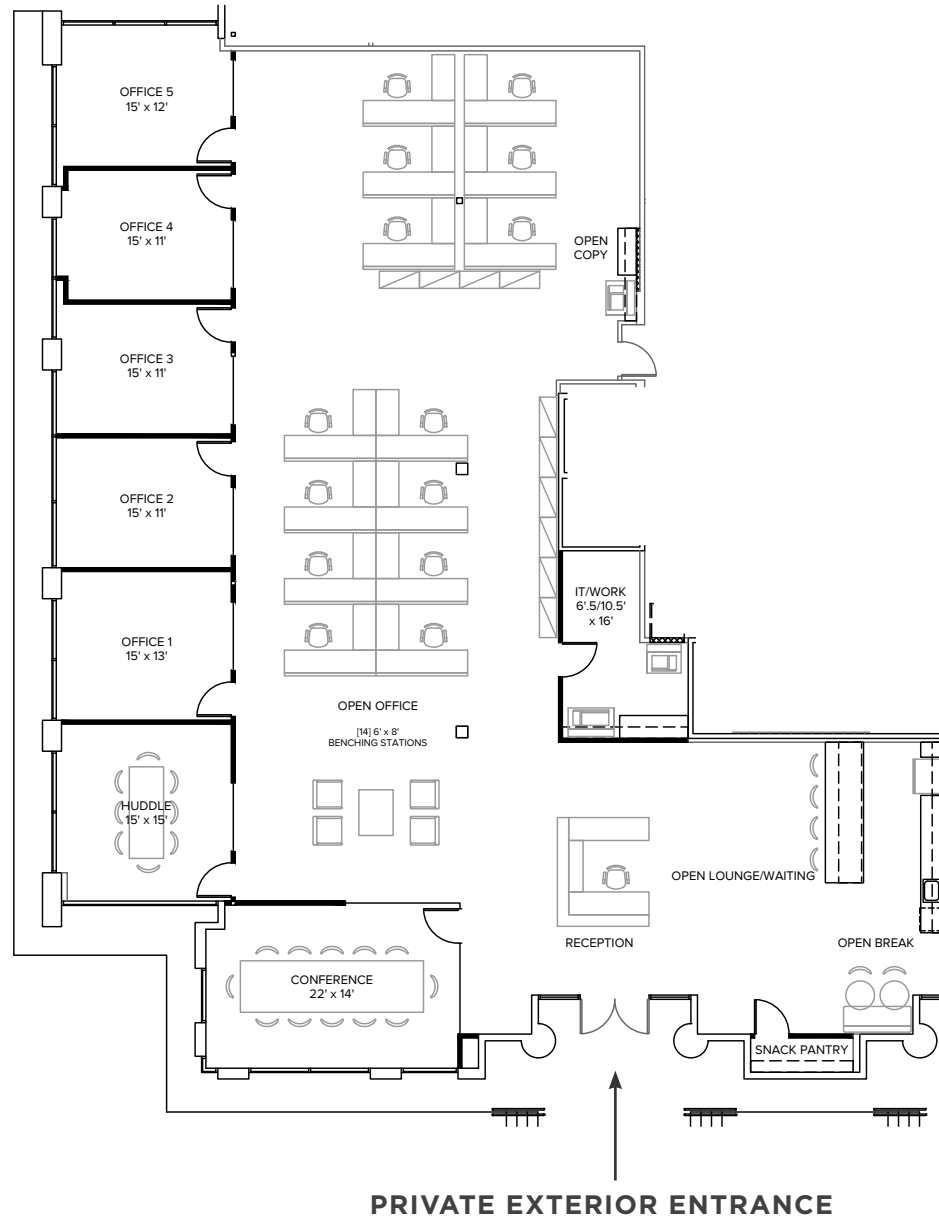 OFFICE 5
15' x 12'
OFFICE 4
15' x 11'
OPEN
COPY
OFFICE 3
15' x 11'
OFFICE 2
15' x 11'
IT/WORK
6'.5/10.5'
x 16'
OFFICE 1
15' x 13'
OPEN OFFICE
[14] 6' x 8'
BENCHING STATIONS
HUDDLE
15' x 15'
OPEN LOUNGE/WAITING
RECEPTION
OPEN BREAK
CONFERENCE
22' x 14'
SNACK PANTRY
PRIVATE EXTERIOR ENTRANCE